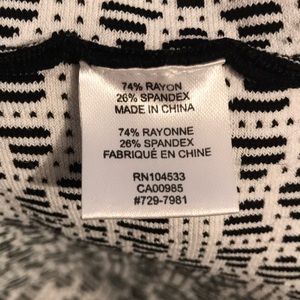 74% RAYON
26% SPANDEX
MADE IN CHINA
74% RAYONNE
26% SPANDEX
FABRIQUÉ EN CHINE
RN104533
CA00985
#729-7981